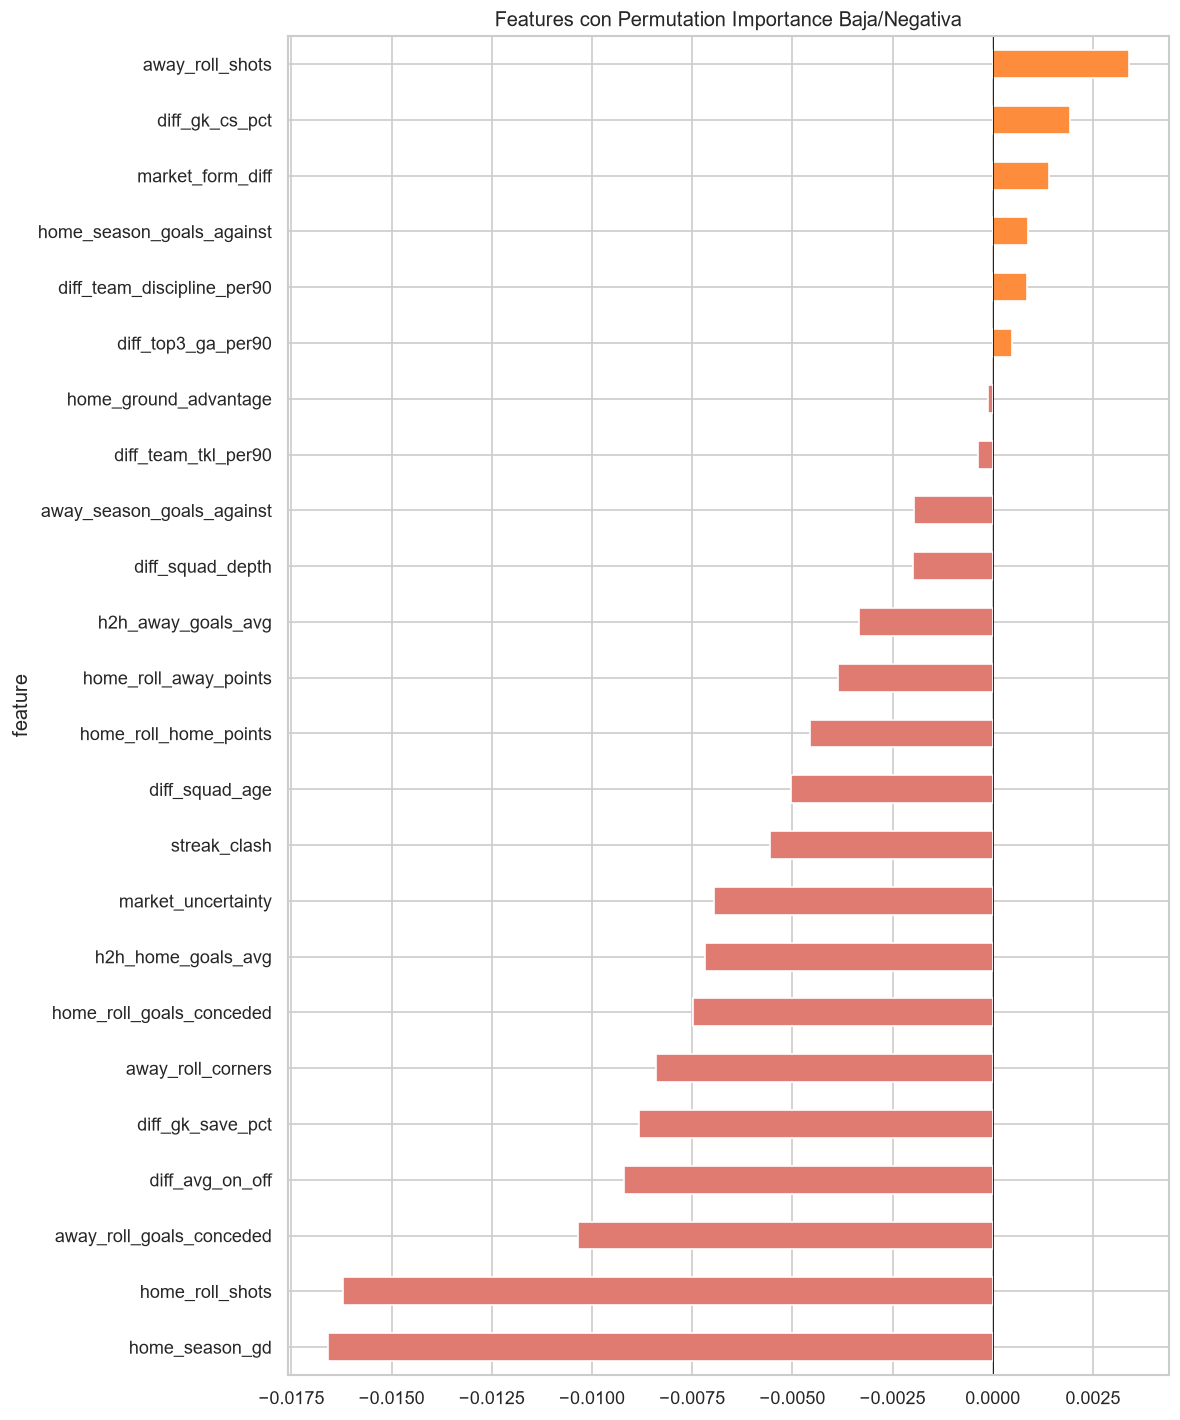 Features con Permutation Importance Baja/Negativa
away_roll_shots
diff_gk_cs_pct
market_form_diff
home_season_goals_against
diff_team_discipline_per90
diff_top3_ga_per90
home_ground_advantage
diff_team_tkl_per90
away_season_goals_against
diff_squad_depth
h2h_away_goals_avg
home_roll_away_points
home_roll_home_points
diff_squad_age
streak_clash
market_uncertainty
h2h_home_goals_avg
home_roll_goals_conceded
away_roll_corners
diff_gk_save_pct
diff_avg_on_off
away_roll_goals_conceded
home_roll_shots
home_season_gd
feature
−0.0175 −0.0150 −0.0125 −0.0100 −0.0075 −0.0050 −0.0025 0.0000 0.0025